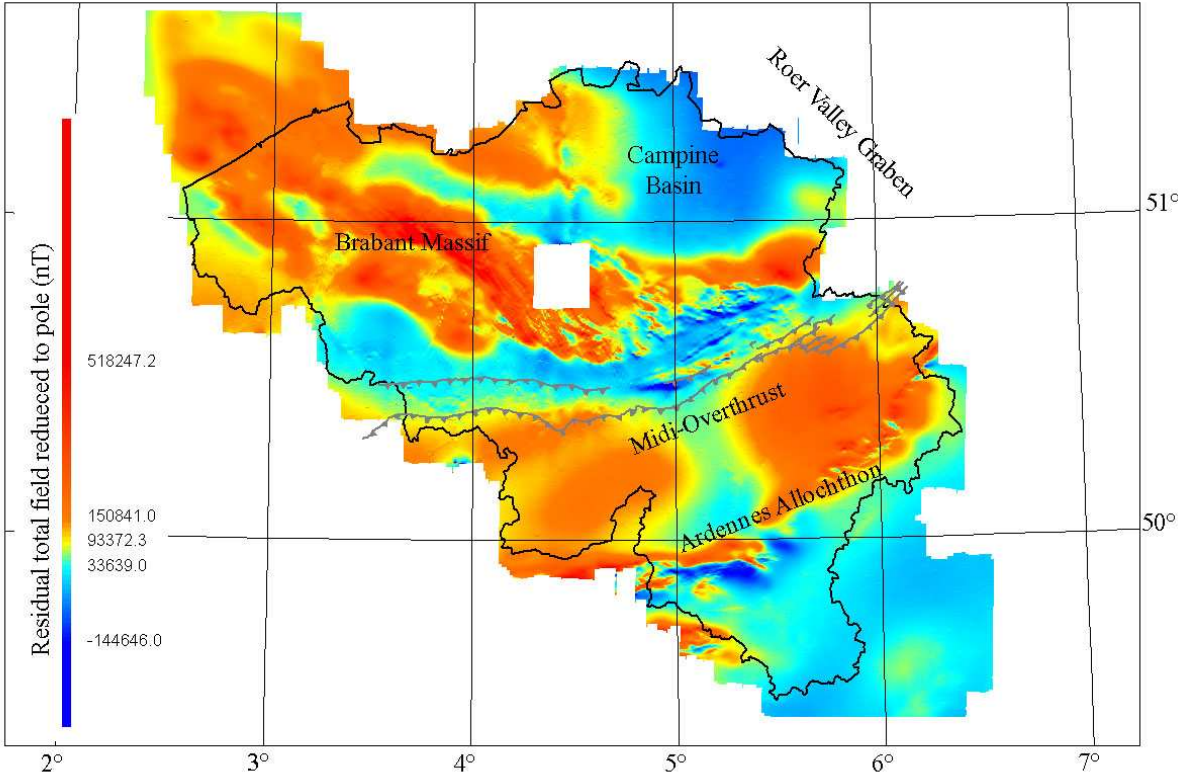 Roer Valley Graben
Campine
Basin
51°
Brabant Massif
Residual total field reduced to pole (nT)
518247.2
150841.0
93372.3
33639.0
-144646.0
Midi-Overthrust
Ardennes Allochthon
50°
2°
3°
4°
5°
6°
7°